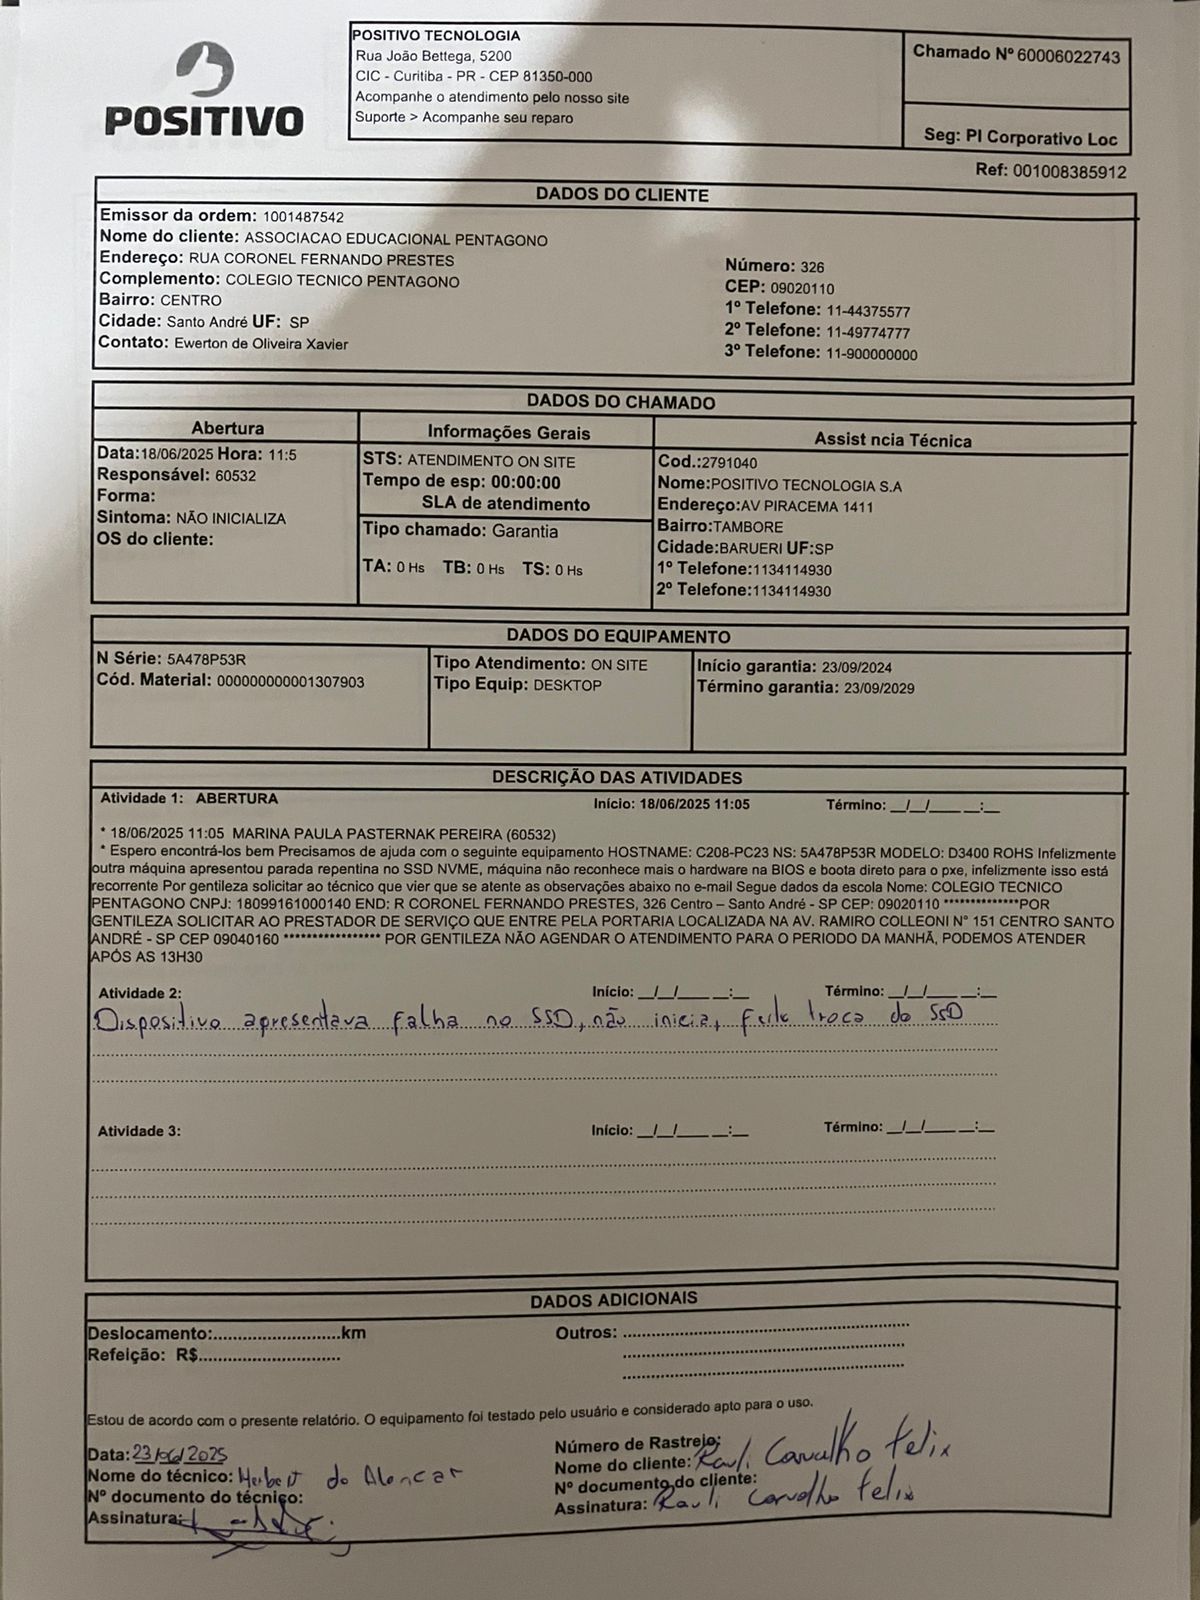 POSITIVO
POSITIVO TECNOLOGIA
Rua João Bettega, 5200
CIC - Curitiba - PR - CEP 81350-000
Acompanhe o atendimento pelo nosso site
Suporte > Acompanhe seu reparo
Chamado Nº 60006022743
Seg: PI Corporativo Loc
Ref: 001008385912
DADOS DO CLIENTE
Emissor da ordem: 1001487542
Nome do cliente: ASSOCIACAO EDUCACIONAL PENTAGONO
Endereço: RUA CORONEL FERNANDO PRESTES
Complemento: COLEGIO TECNICO PENTAGONO
Bairro: CENTRO
Cidade: Santo André UF: SP
Contato: Ewerton de Oliveira Xavier
Número: 326
CEP: 09020110
1º Telefone: 11-44375577
2º Telefone: 11-49774777
3º Telefone: 11-900000000
DADOS DO CHAMADO
Abertura
Data:18/06/2025 Hora: 11:5
Responsável: 60532
Forma:
Sintoma: NÃO INICIALIZA
OS do cliente:
Informações Gerais
STS: ATENDIMENTO ON SITE
Tempo de esp: 00:00:00
SLA de atendimento
Tipo chamado: Garantia
TA: 0 Hs TB: 0 Hs TS: 0 Hs
Assist ncia Técnica
Cod.:2791040
Nome:POSITIVO TECNOLOGIA S.A
Endereço:AV PIRACEMA 1411
Bairro:TAMBORE
Cidade:BARUERI UF:SP
1º Telefone:1134114930
2º Telefone:1134114930
DADOS DO EQUIPAMENTO
N Série: 5A478P53R
Cód. Material: 000000000001307903
Tipo Atendimento: ON SITE
Tipo Equip: DESKTOP
Início garantia: 23/09/2024
Término garantia: 23/09/2029
DESCRIÇÃO DAS ATIVIDADES
Atividade 1: ABERTURA Início: 18/06/2025 11:05 Término: __/__/____ __:__
* 18/06/2025 11:05 MARINA PAULA PASTERNAK PEREIRA (60532)
* Espero encontrá-los bem Precisamos de ajuda com o seguinte equipamento HOSTNAME: C208-PC23 NS: 5A478P53R MODELO: D3400 ROHS Infelizmente
outra máquina apresentou parada repentina no SSD NVME, máquina não reconhece mais o hardware na BIOS e boota direto para o pxe, infelizmente isso está
recorrente Por gentileza solicitar ao técnico que vier que se atente as observações abaixo no e-mail Segue dados da escola Nome: COLEGIO TECNICO
PENTAGONO CNPJ: 18099161000140 END: R CORONEL FERNANDO PRESTES, 326 Centro – Santo André - SP CEP: 09020110 **************POR
GENTILEZA SOLICITAR AO PRESTADOR DE SERVIÇO QUE ENTRE PELA PORTARIA LOCALIZADA NA AV. RAMIRO COLLEONI N° 151 CENTRO SANTO
ANDRÉ - SP CEP 09040160 ****************** POR GENTILEZA NÃO AGENDAR O ATENDIMENTO PARA O PERIODO DA MANHÃ, PODEMOS ATENDER
APÓS AS 13H30
Atividade 2: Início: __/__/____ __:__ Término: __/__/____ __:__
Dispositivo apresentava falha no SSD, não inicia, feito troca do SSD
Atividade 3: Início: __/__/____ __:__ Término: __/__/____ __:__
DADOS ADICIONAIS
Deslocamento:..........................km
Refeição: R$.............................
Outros: ..........................................................
Estou de acordo com o presente relatório. O equipamento foi testado pelo usuário e considerado apto para o uso.
Data: 23/06/2025
Nome do técnico: Herbert do Alencar
Nº documento do técnico:
Assinatura:
Número de Rastreio:
Nome do cliente: Rauli Carvalho Felix
Nº documento do cliente:
Assinatura: Rauli Carvalho Felix